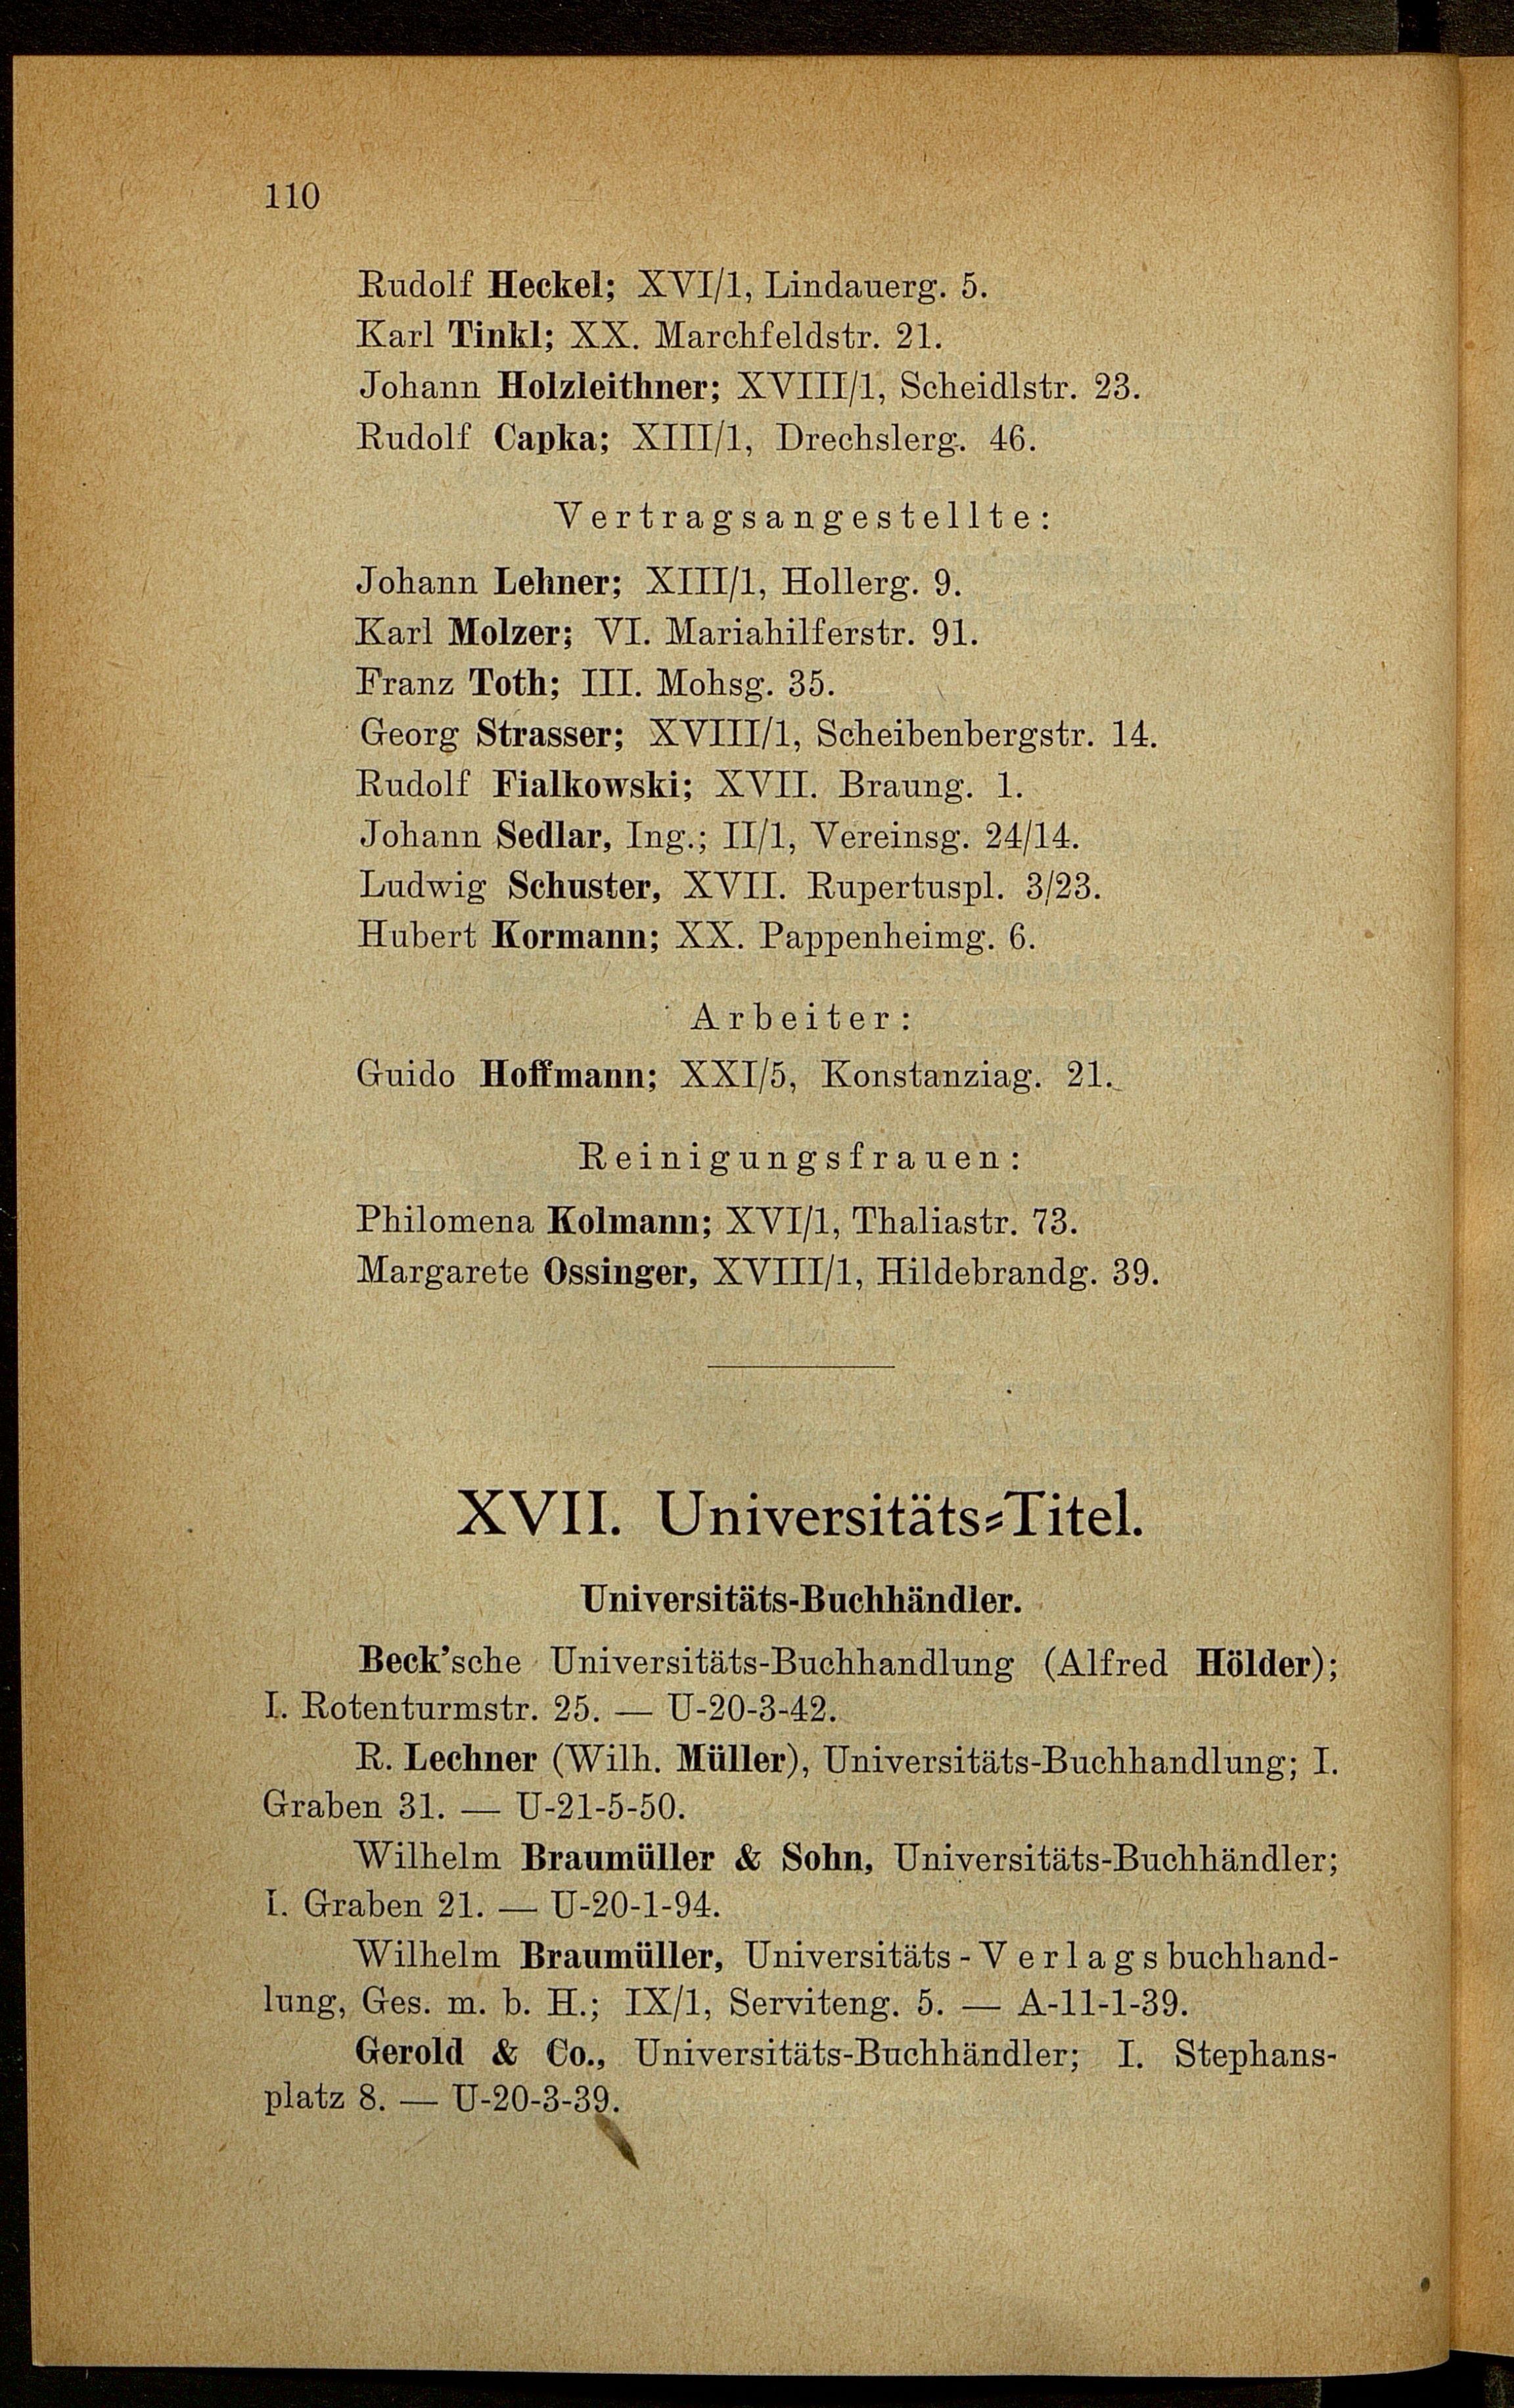 110
Rudolf Heckel; XVI/1, Lindauerg. 5.
Karl Tinkl; XX. Marchfeldstr. 21.
Johann Holzleithner; XVIII/1, Scheidlstr. 23.
Rudolf Capka; XIII/1, Drechslerg. 46.
Vertragsangestellte:
Johann Lehner; XIII/1, Hollerg. 9.
Karl Molzer; VI. Mariahilferstr. 91.
Franz Toth; III. Mohsg. 35.
Georg Strasser; XVIII/1, Scheibenbergstr. 14.
Rudolf Fialkowski; XVII. Braung. 1.
Johann Sedlar, Ing.; II/1, Vereinsg. 24/14.
Ludwig Schuster, XVII. Rupertuspl. 3/23.
Hubert Kormann; XX. Pappenheimg. 6.
Arbeiter:
Guido Hoffmann; XXI/5, Konstanziag. 21.
Reinigungsfrauen:
Philomena Kolmann; XVI/1, Thaliastr. 73.
Margarete Ossinger, XVIII/1, Hildebrandg. 39.
XVII. Universitäts-Titel.
Universitäts-Buchhändler.
Beck'sche Universitäts-Buchhandlung (Alfred Hölder);
I. Rotenturmstr. 25. — U-20-3-42.
R. Lechner (Wilh. Müller), Universitäts-Buchhandlung; I.
Graben 31. — U-21-5-50.
Wilhelm Braumüller & Sohn, Universitäts-Buchhändler;
I. Graben 21. — U-20-1-94.
Wilhelm Braumüller, Universitäts-Verlagsbuchhand-
lung, Ges. m. b. H.; IX/1, Serviteng. 5. — A-11-1-39.
Gerold & Co., Universitäts-Buchhändler; I. Stephans-
platz 8. — U-20-3-39.